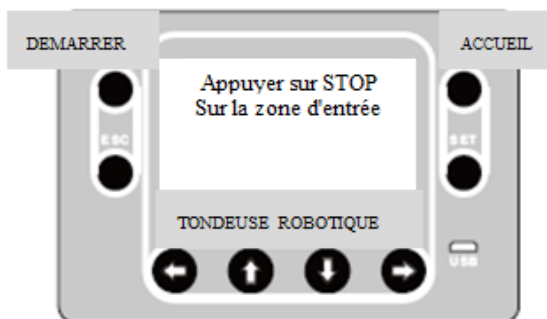 DEMARRER
ACCUEIL
Appuyer sur STOP
Sur la zone d'entrée
ESC
SET
TONDEUSE ROBOTIQUE
USB